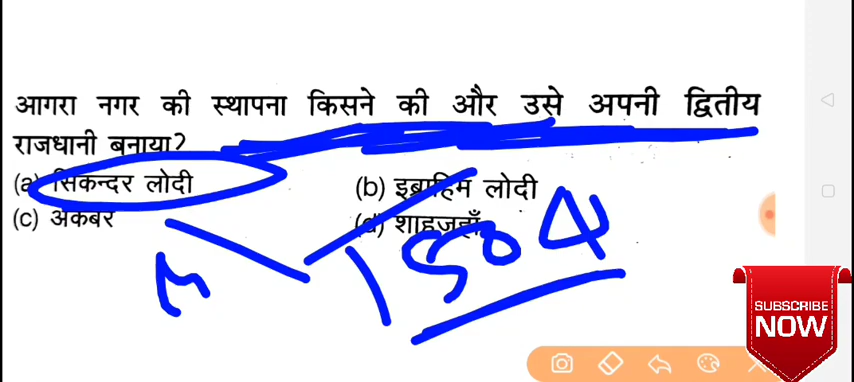 आगरा नगर की स्थापना किसने की और उसे अपनी द्वितीय
राजधानी बनाया?
(a) सिकन्दर लोदी
(b) इब्राहिम लोदी
(c) अकबर
(d) शाहजहाँ
1504
SUBSCRIBE
NOW